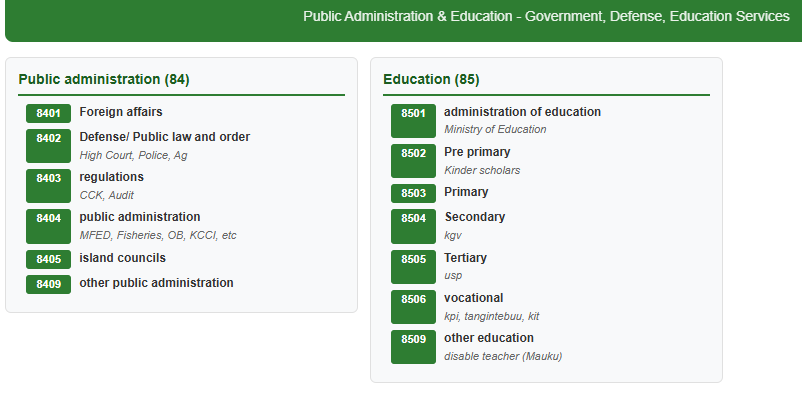 Public Administration & Education - Government, Defense, Education Services
Public administration (84)
8401 Foreign affairs
8402 Defense/ Public law and order
High Court, Police, Ag
8403 regulations
CCK, Audit
8404 public administration
MFED, Fisheries, OB, KCCI, etc
8405 island councils
8409 other public administration
Education (85)
8501 administration of education
Ministry of Education
8502 Pre primary
Kinder scholars
8503 Primary
8504 Secondary
kgv
8505 Tertiary
usp
8506 vocational
kpi, tangintebuu, kit
8509 other education
disable teacher (Mauku)